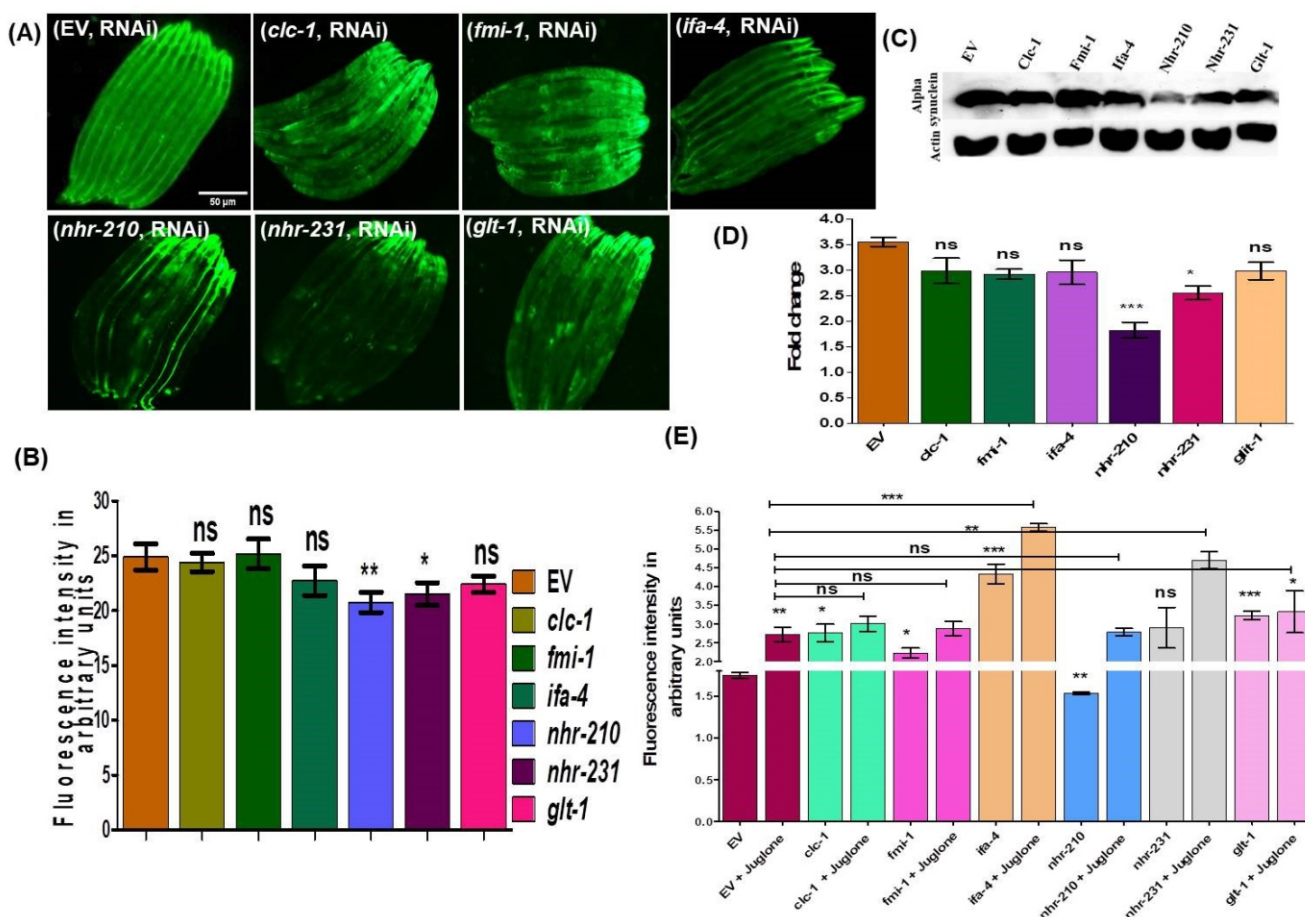 (A)
(EV, RNAi)
(clc-1, RNAi)
(fmi-1, RNAi)
(ifa-4, RNAi)
50 µm
(nhr-210, RNAi)
(nhr-231, RNAi)
(glt-1, RNAi)
(B)
Fluorescence intensity in
arbitrary units
30
25
20
15
10
5
0
ns
ns
ns
**
*
ns
EV
clc-1
fmi-1
ifa-4
nhr-210
nhr-231
glt-1
(C)
EV
Clc-1
Fmi-1
Ifa-4
Nhr-210
Nhr-231
Glt-1
Alpha
synuclein
Actin
(D)
Fold change
4.0
3.5
3.0
2.5
2.0
1.5
1.0
0.5
0.0
ns
ns
ns
***
*
ns
EV
clc-1
fmi-1
ifa-4
nhr-210
nhr-231
glit-1
(E)
Fluorescence intensity in
arbitrary units
6.0
5.5
5.0
4.5
4.0
3.5
3.0
2.5
2.0
1.5
1.0
0.5
0.0
***
**
ns
ns
ns
**
*
*
***
**
ns
***
*
EV
EV + Juglone
clc-1
clc-1 + Juglone
fmi-1
fmi-1 + Juglone
ifa-4
ifa-4 + Juglone
nhr-210
nhr-210 + Juglone
nhr-231
nhr-231 + Juglone
glt-1
glt-1 + Juglone